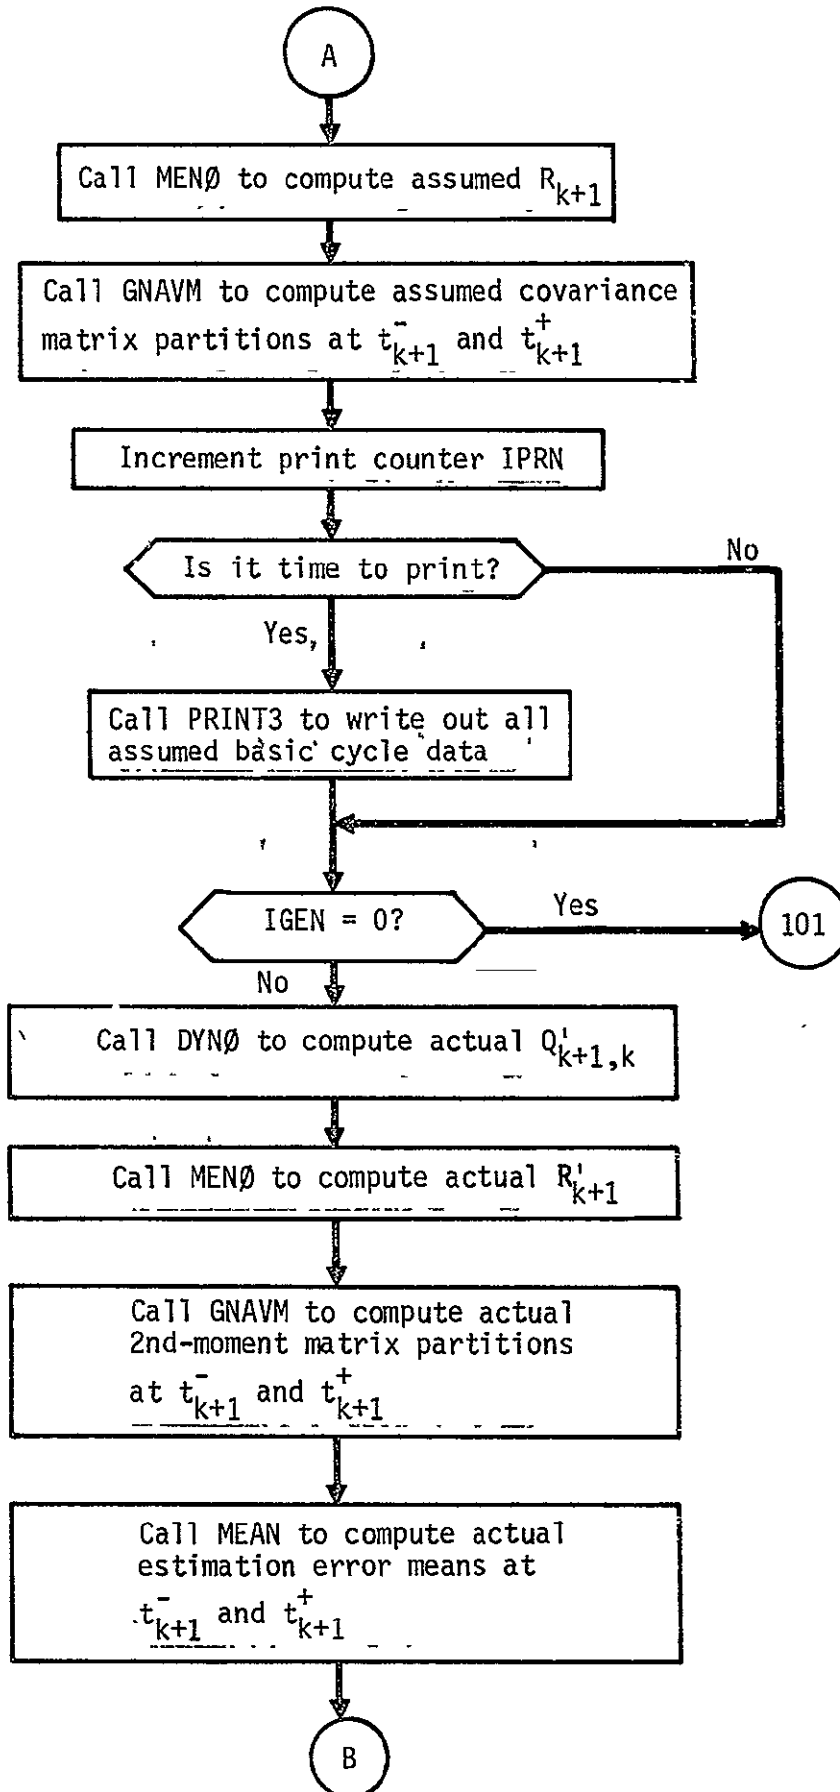 A
Call MENØ to compute assumed R_{k+1}
Call GNAVM to compute assumed covariance
matrix partitions at t^-_{k+1} and t^+_{k+1}
Increment print counter IPRN
Is it time to print?
No
Yes,
Call PRINT3 to write out all
assumed basic cycle data
IGEN = 0?
Yes
101
No
Call DYNØ to compute actual Q'_{k+1,k}
Call MENØ to compute actual R'_{k+1}
Call GNAVM to compute actual
2nd-moment matrix partitions
at t^-_{k+1} and t^+_{k+1}
Call MEAN to compute actual
estimation error means at
t^-_{k+1} and t^+_{k+1}
B